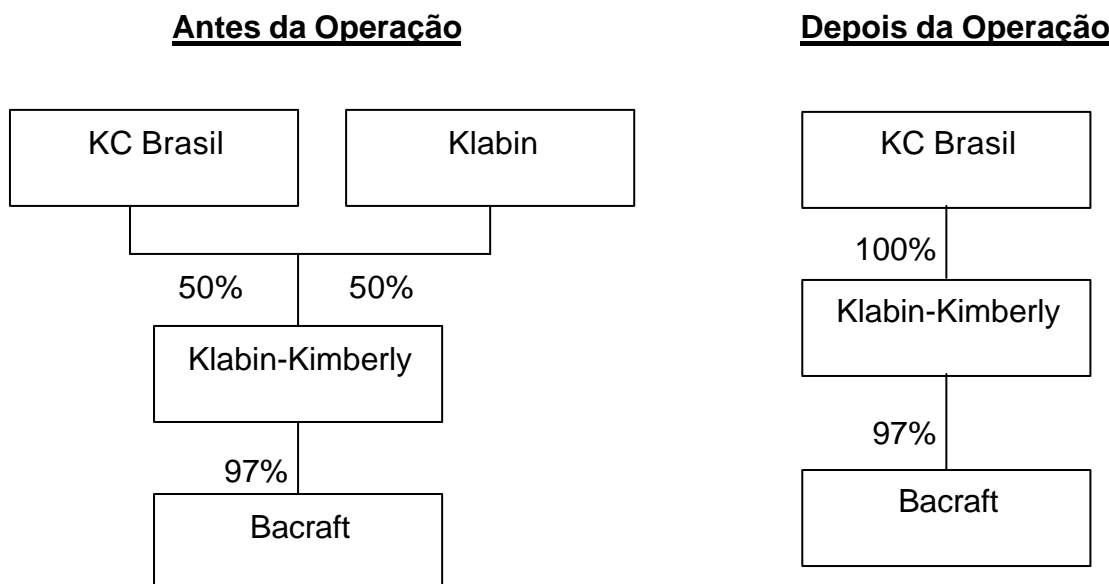 Antes da Operação
KC Brasil
Klabin
50%
50%
Klabin-Kimberly
97%
Bacraft
Depois da Operação
KC Brasil
100%
Klabin-Kimberly
97%
Bacraft